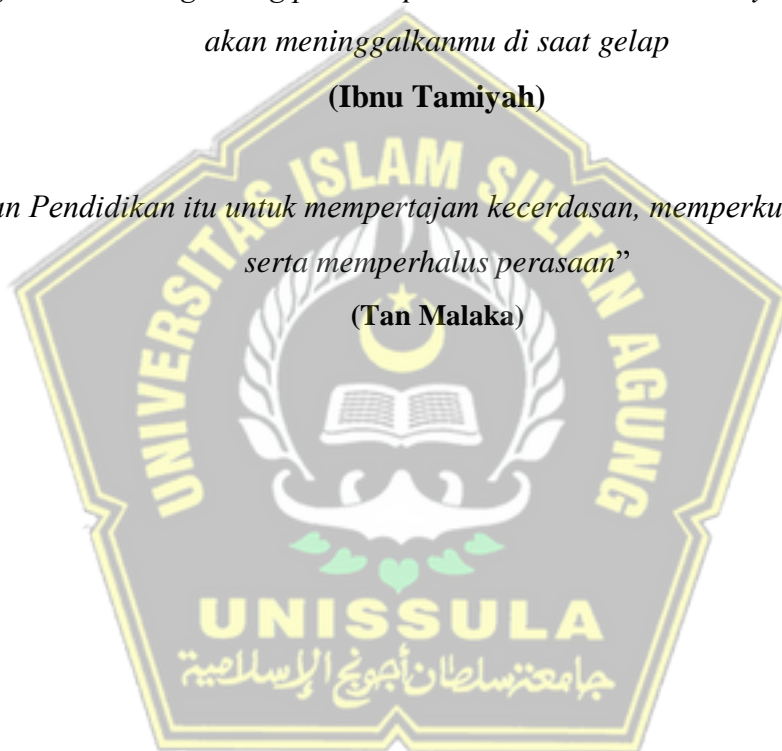 akan meninggalkanmu di saat gelap
(Ibnu Tamiyah)
UNIVERSITAS ISLAM SULTAN AGUNG
an Pendidikan itu untuk mempertajam kecerdasan, memperku
serta memperhalus perasaan”
(Tan Malaka)
UNISSULA
جامعة سلطان أجونج الإسلامية